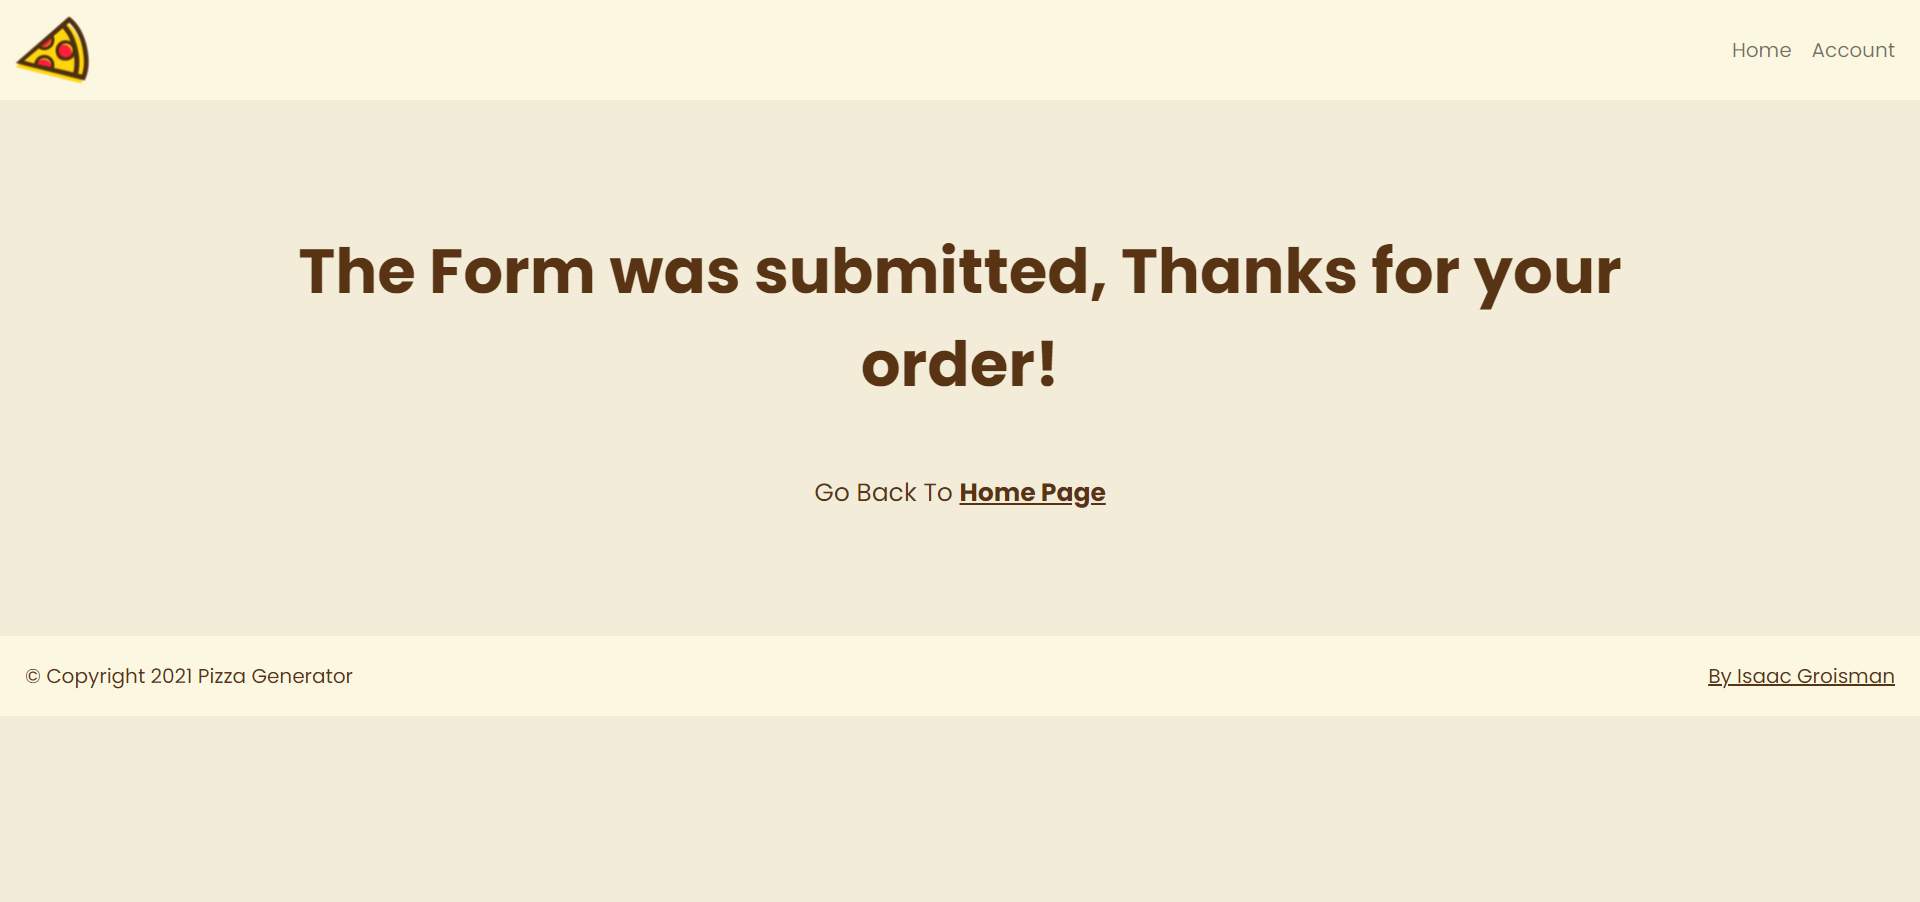 Home Account
The Form was submitted, Thanks for your
order!
Go Back To Home Page
© Copyright 2021 Pizza Generator
By Isaac Groisman